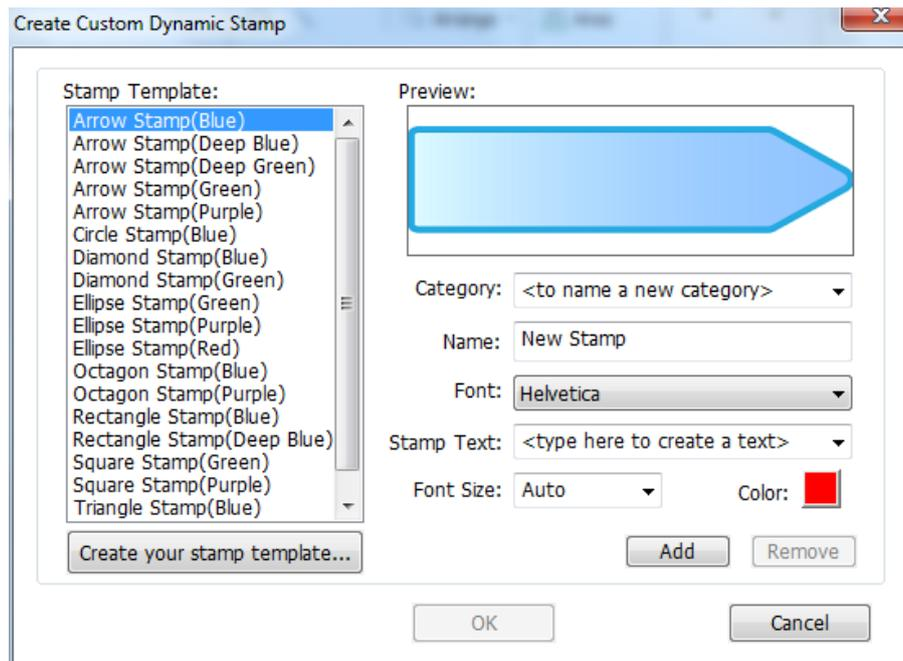 Create Custom Dynamic Stamp
Stamp Template:
Arrow Stamp(Blue)
Arrow Stamp(Deep Blue)
Arrow Stamp(Deep Green)
Arrow Stamp(Green)
Arrow Stamp(Purple)
Circle Stamp(Blue)
Diamond Stamp(Blue)
Diamond Stamp(Green)
Ellipse Stamp(Green)
Ellipse Stamp(Purple)
Ellipse Stamp(Red)
Octagon Stamp(Blue)
Octagon Stamp(Purple)
Rectangle Stamp(Blue)
Rectangle Stamp(Deep Blue)
Square Stamp(Green)
Square Stamp(Purple)
Triangle Stamp(Blue)
Create your stamp template...
Preview:
Category: <to name a new category>
Name: New Stamp
Font: Helvetica
Stamp Text: <type here to create a text>
Font Size: Auto Color:
Add Remove
OK Cancel